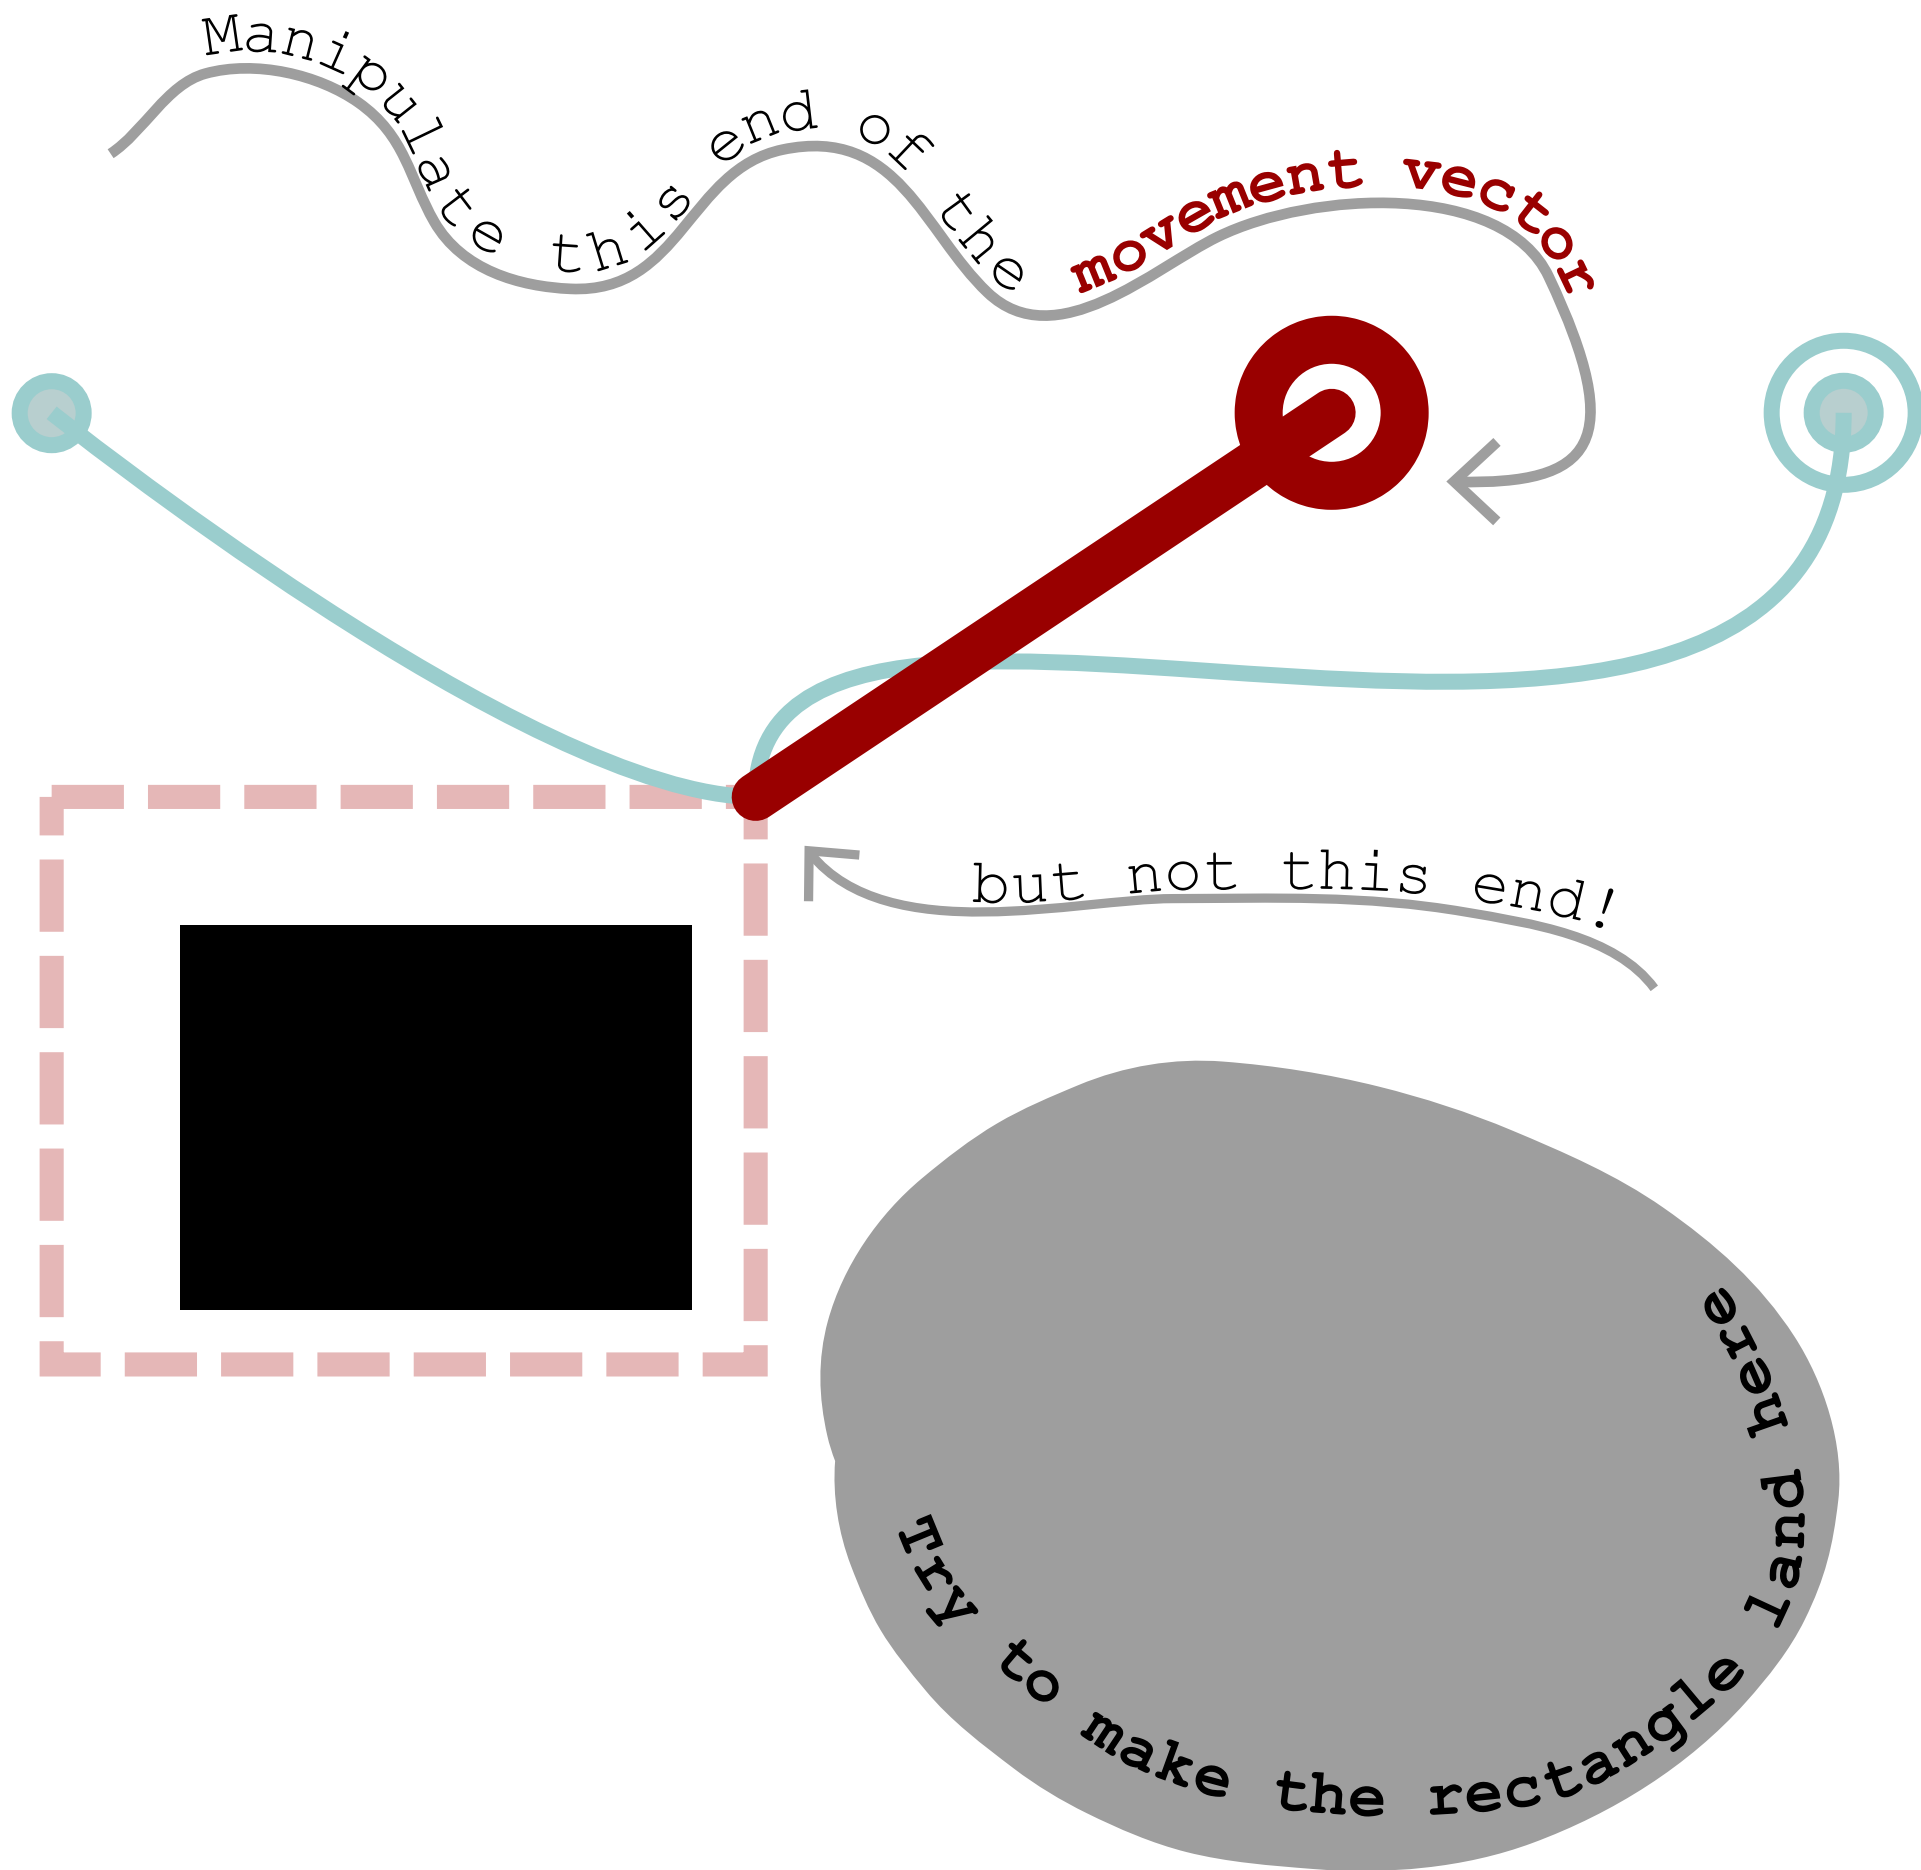 Manipulate this end of the movement vector
but not this end!
Try to make the rectangle land here